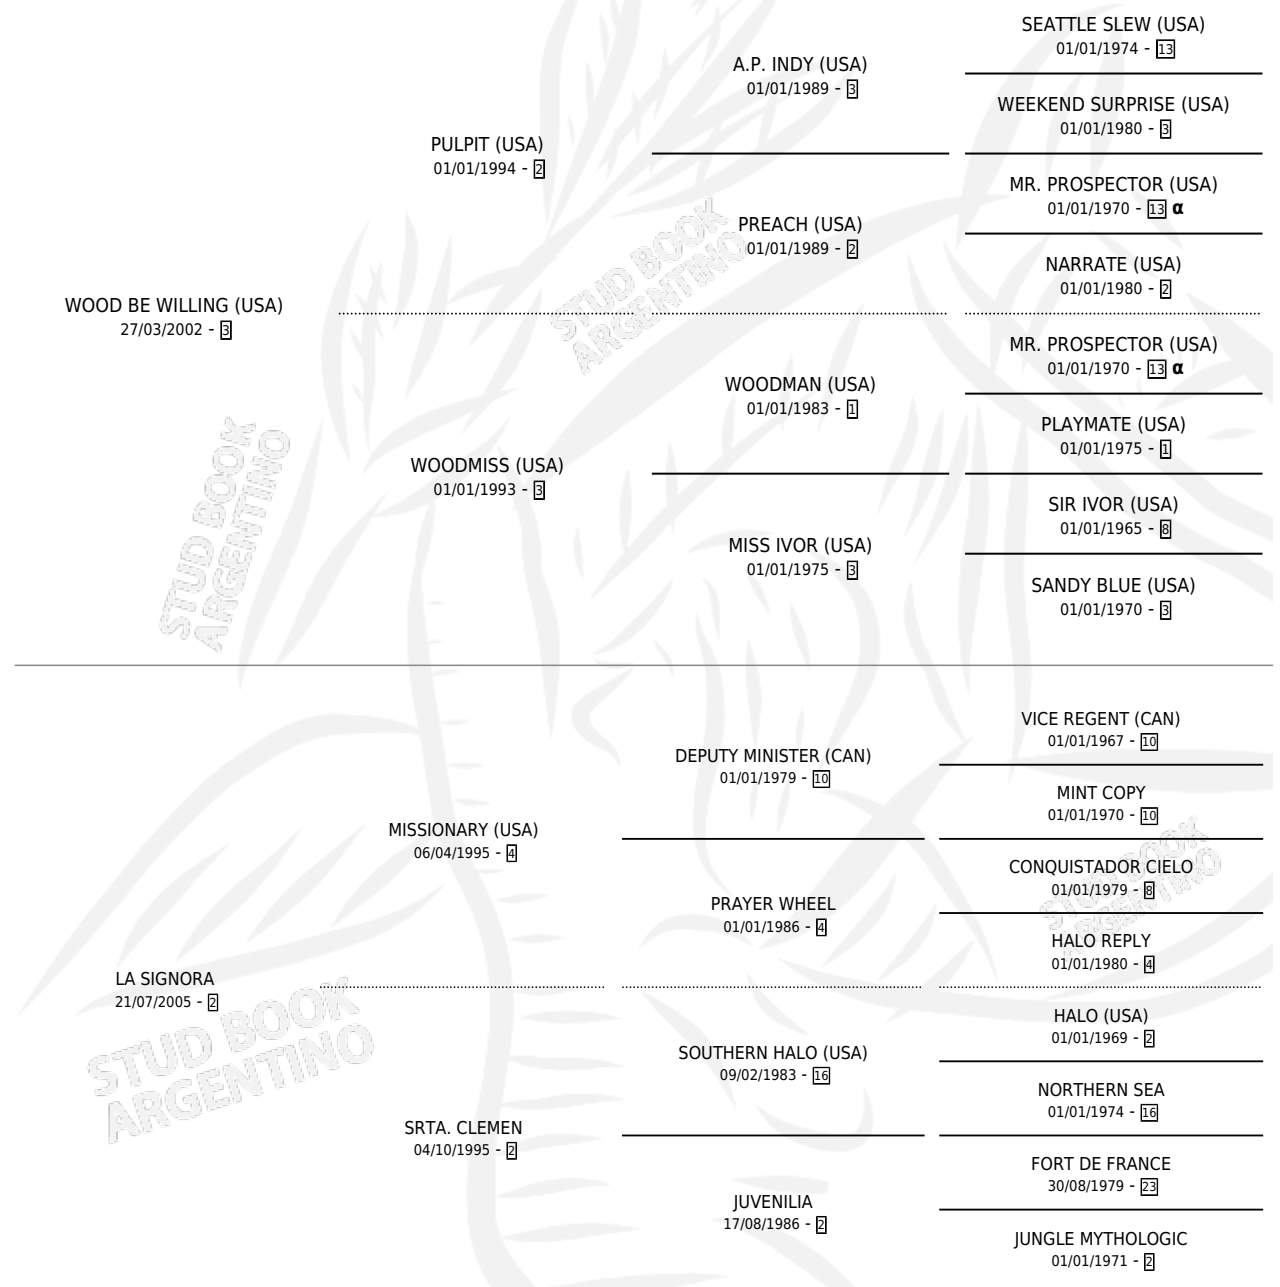 SEATTLE SLEW (USA)
01/01/1974 - 13
A.P. INDY (USA)
01/01/1989 - 3
WEEKEND SURPRISE (USA)
01/01/1980 - 3
PULPIT (USA)
01/01/1994 - 2
MR. PROSPECTOR (USA)
01/01/1970 - 13 α
PREACH (USA)
01/01/1989 - 2
NARRATE (USA)
01/01/1980 - 2
WOOD BE WILLING (USA)
27/03/2002 - 3
MR. PROSPECTOR (USA)
01/01/1970 - 13 α
WOODMAN (USA)
01/01/1983 - 1
PLAYMATE (USA)
01/01/1975 - 1
WOODMISS (USA)
01/01/1993 - 3
SIR IVOR (USA)
01/01/1965 - 8
MISS IVOR (USA)
01/01/1975 - 3
SANDY BLUE (USA)
01/01/1970 - 3
VICE REGENT (CAN)
01/01/1967 - 10
DEPUTY MINISTER (CAN)
01/01/1979 - 10
MINT COPY
01/01/1970 - 10
MISSIONARY (USA)
06/04/1995 - 4
CONQUISTADOR CIELO
01/01/1979 - 8
PRAYER WHEEL
01/01/1986 - 4
HALO REPLY
01/01/1980 - 4
LA SIGNORA
21/07/2005 - 2
HALO (USA)
01/01/1969 - 2
SOUTHERN HALO (USA)
09/02/1983 - 16
NORTHERN SEA
01/01/1974 - 16
SRTA. CLEMEN
04/10/1995 - 2
FORT DE FRANCE
30/08/1979 - 23
JUVENILIA
17/08/1986 - 2
JUNGLE MYTHOLOGIC
01/01/1971 - 2
STUD BOOK
ARGENTINO
STUD BOOK
ARGENTINO
STUD BOOK
ARGENTINO
STUD BOOK
ARGENTINO